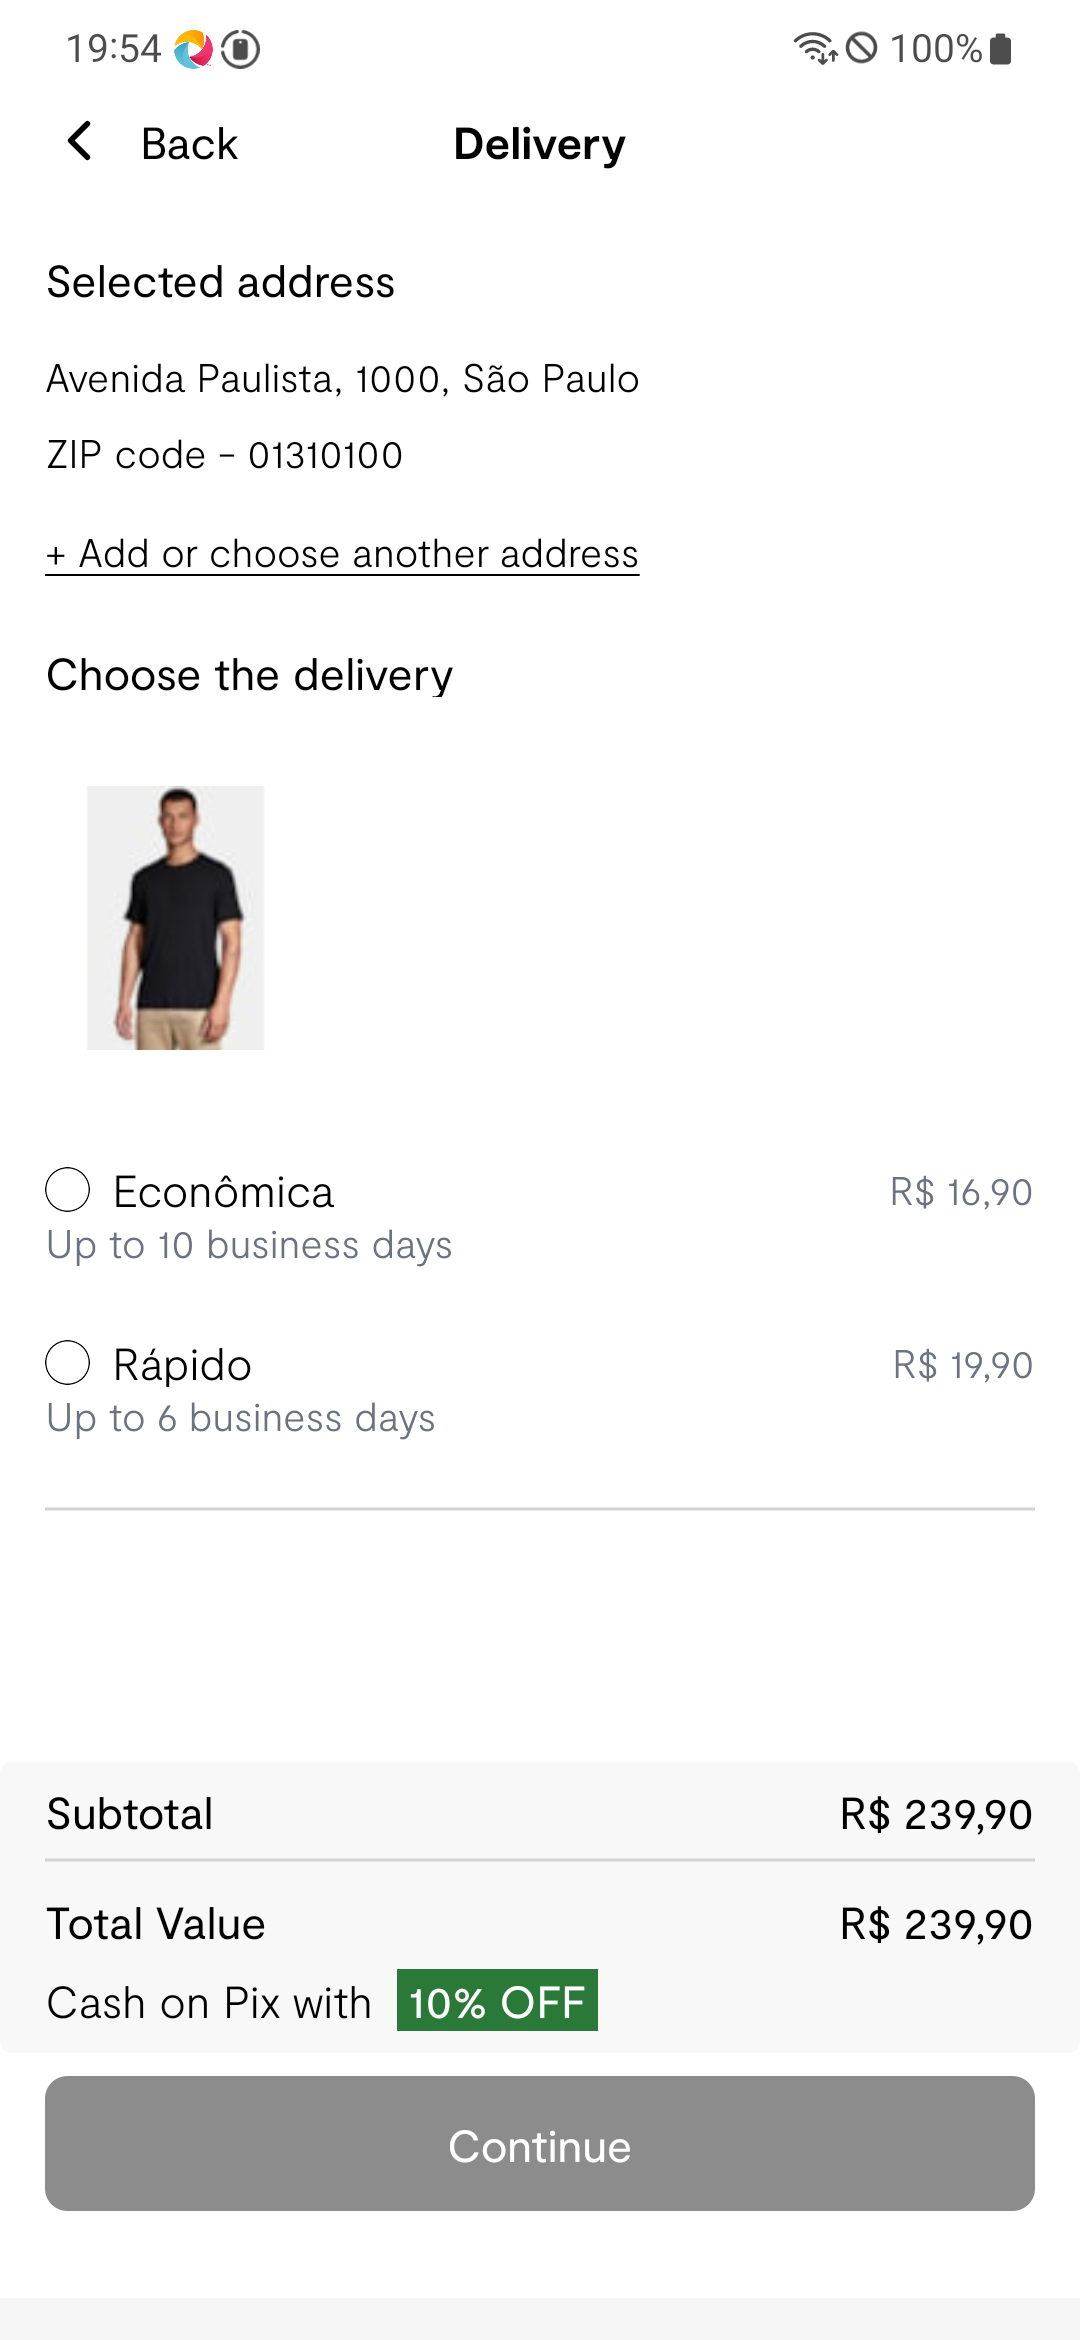 19:54 100%
Back Delivery
Selected address
Avenida Paulista, 1000, São Paulo
ZIP code - 01310100
+ Add or choose another address
Choose the delivery
Econômica R$ 16,90
Up to 10 business days
Rápido R$ 19,90
Up to 6 business days
Subtotal R$ 239,90
Total Value R$ 239,90
Cash on Pix with 10% OFF
Continue